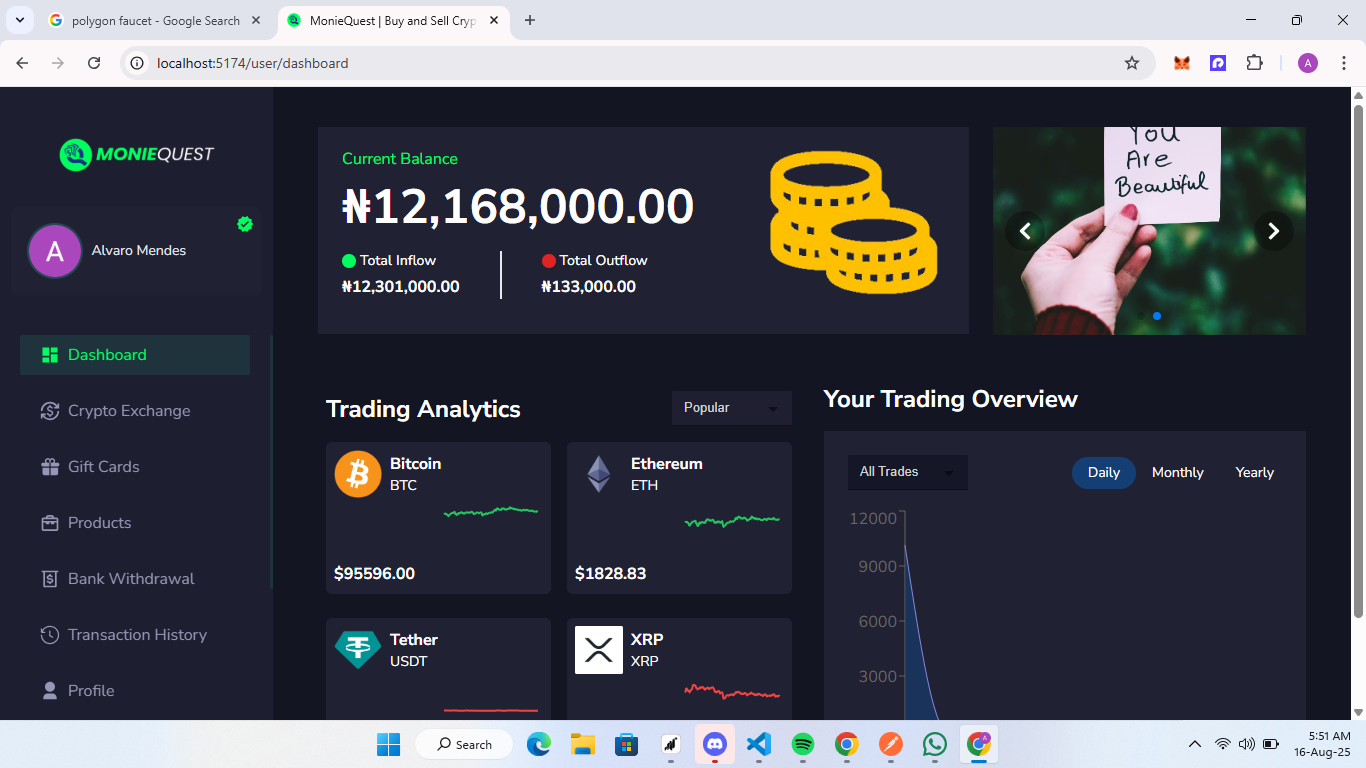 polygon faucet - Google Search
MonieQuest | Buy and Sell Cryp
localhost:5174/user/dashboard
A
MONIEQUEST
A
Alvaro Mendes
Dashboard
Crypto Exchange
Gift Cards
Products
Bank Withdrawal
Transaction History
Profile
Current Balance
₦12,168,000.00
Total Inflow
₦12,301,000.00
Total Outflow
₦133,000.00
You
Are
Beautiful
Trading Analytics
Popular
Bitcoin
BTC
$95596.00
Ethereum
ETH
$1828.83
Tether
USDT
XRP
XRP
Your Trading Overview
All Trades
Daily
Monthly
Yearly
12000
9000
6000
3000
Search
5:51 AM
16-Aug-25